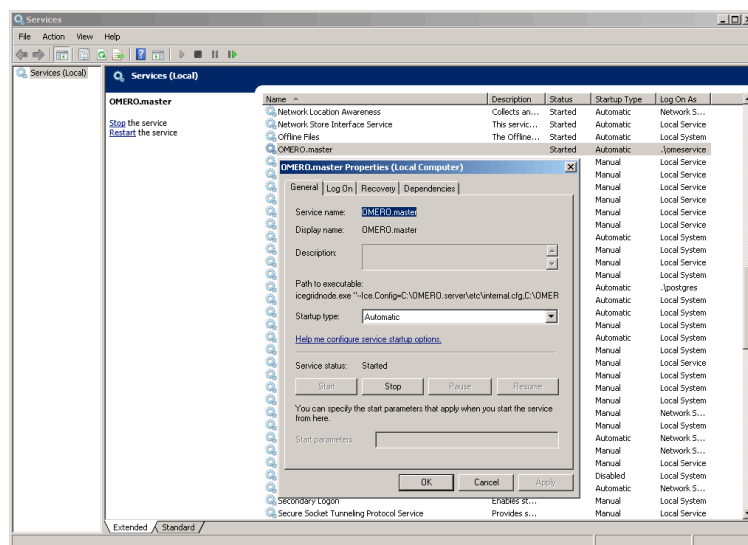 Services
File Action View Help
Services (Local)
Services (Local)
OMERO.master
Stop the service
Restart the service
Name Description Status Startup Type Log On As
Network Location Awareness Collects an... Started Automatic Network S...
Network Store Interface Service This servic... Started Automatic Local Service
Offline Files The Offline... Started Automatic Local System
OMERO.master Started Automatic .\omeservice
OMERO.master Properties (Local Computer)
General Log On Recovery Dependencies
Service name: OMERO.master
Display name: OMERO.master
Description:
Path to executable:
icegridnode.exe "--Ice.Config=C:\OMERO.server\etc\internal.cfg,C:\OMER
Startup type: Automatic
Help me configure service startup options.
Service status: Started
Start Stop Pause Resume
You can specify the start parameters that apply when you start the service
from here.
Start parameters:
OK Cancel Apply
Manual Local Service
Manual Local Service
Manual Local System
Manual Local Service
Manual Local Service
Manual Local Service
Automatic Local System
Manual Local System
Manual Local Service
Manual Local System
Automatic .\postgres
Automatic Local System
Automatic Local System
Manual Local System
Automatic Local System
Manual Local System
Manual Local Service
Manual Local System
Manual Local Service
Manual Local System
Manual Network S...
Manual Local System
Automatic Network S...
Manual Network S...
Manual Local Service
Disabled Local System
Automatic Network S...
Secondary Logon Enables st... Manual Local System
Secure Socket Tunneling Protocol Service Provides s... Manual Local Service
Extended Standard